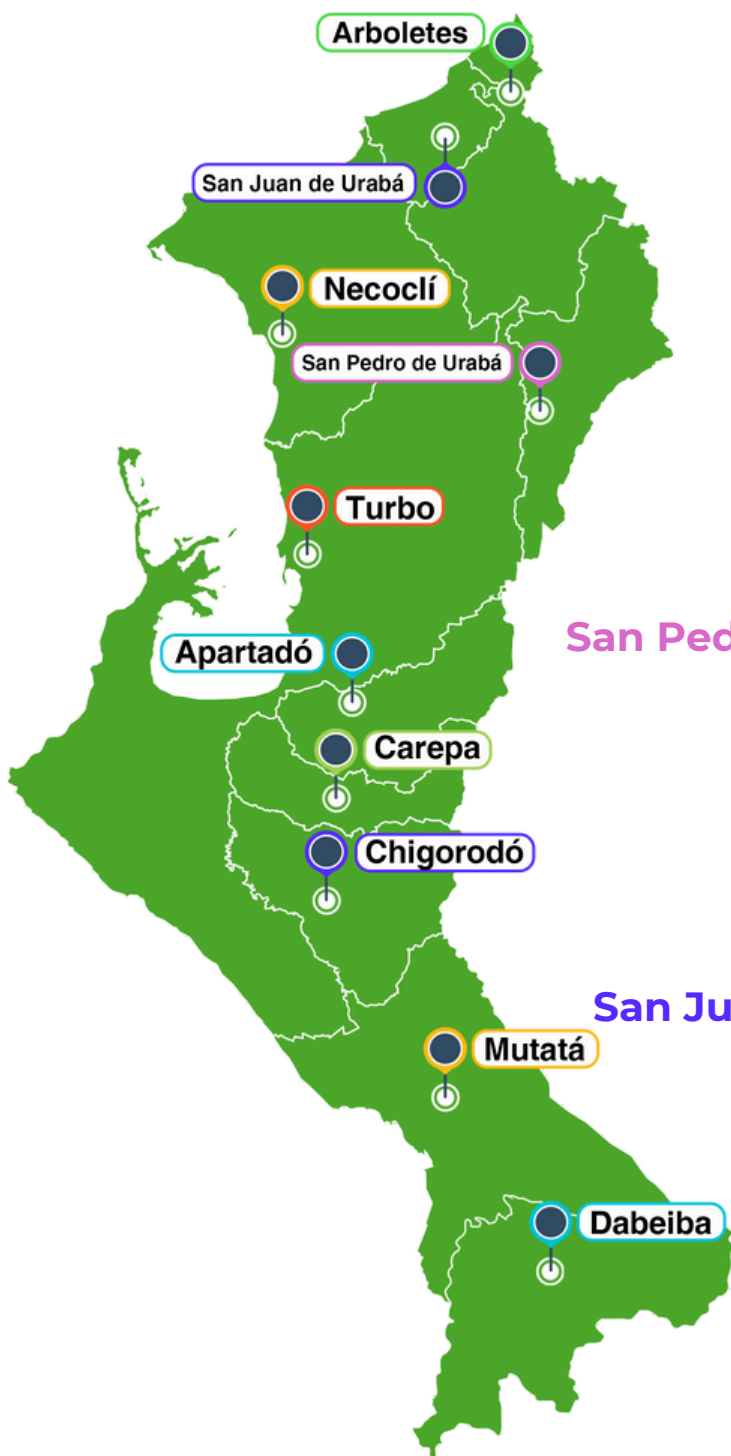 Arboletes
San Juan de Urabá
Necoclí
San Pedro de Urabá
Turbo
San Ped
Apartadó
Carepa
Chigorodó
San Ju
Mutatá
Dabeiba